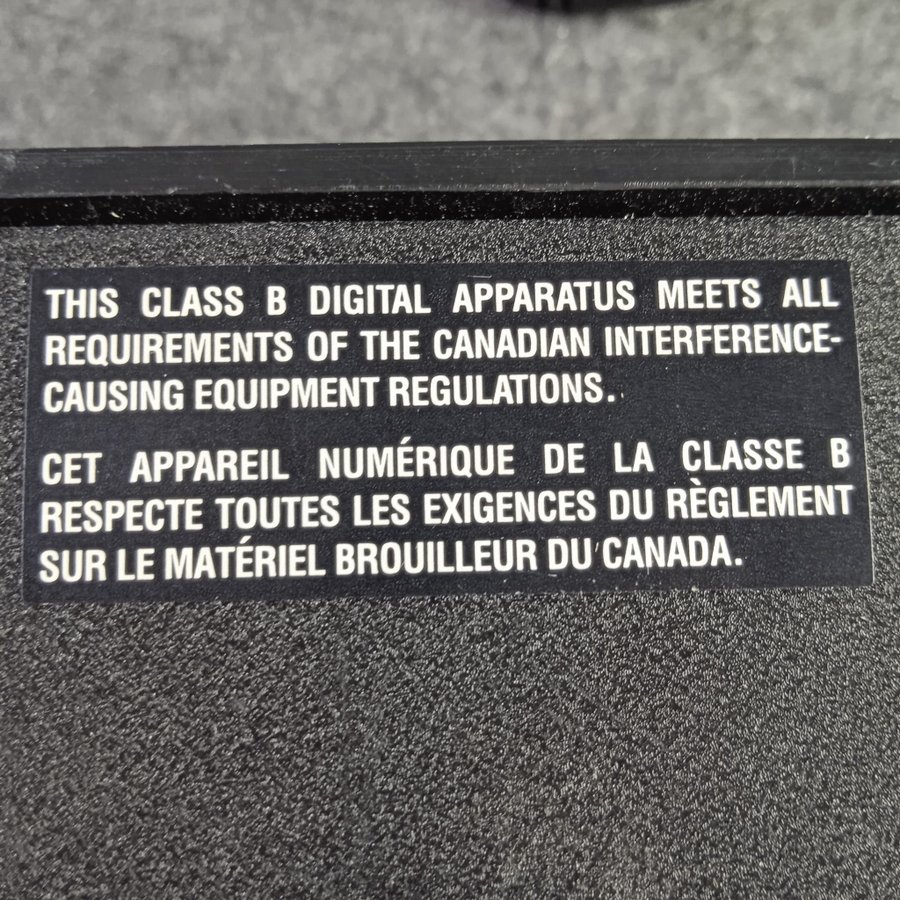 THIS CLASS B DIGITAL APPARATUS MEETS ALL
REQUIREMENTS OF THE CANADIAN INTERFERENCE-
CAUSING EQUIPMENT REGULATIONS.
CET APPAREIL NUMÉRIQUE DE LA CLASSE B
RESPECTE TOUTES LES EXIGENCES DU RÈGLEMENT
SUR LE MATÉRIEL BROUILLEUR DU CANADA.